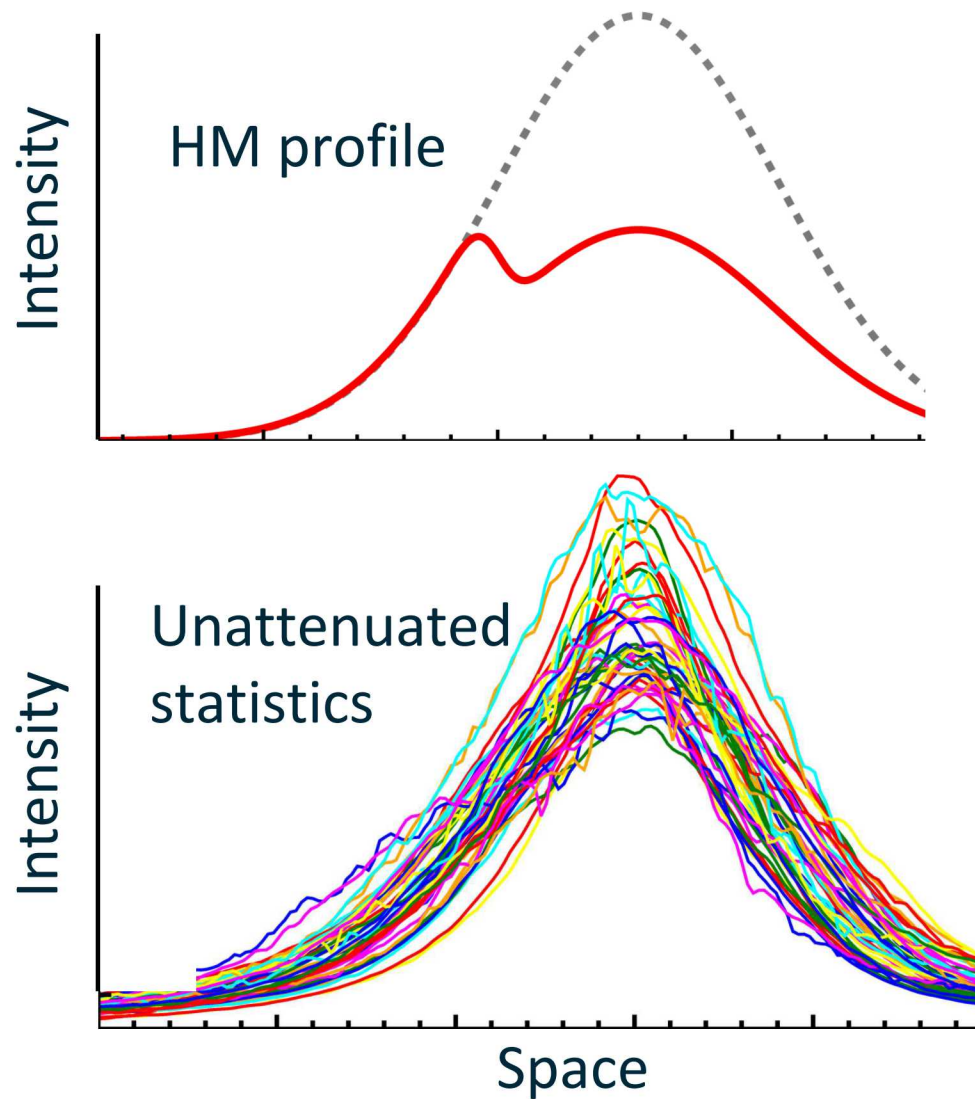 Intensity
HM profile
Intensity
Unattenuated
statistics
Space